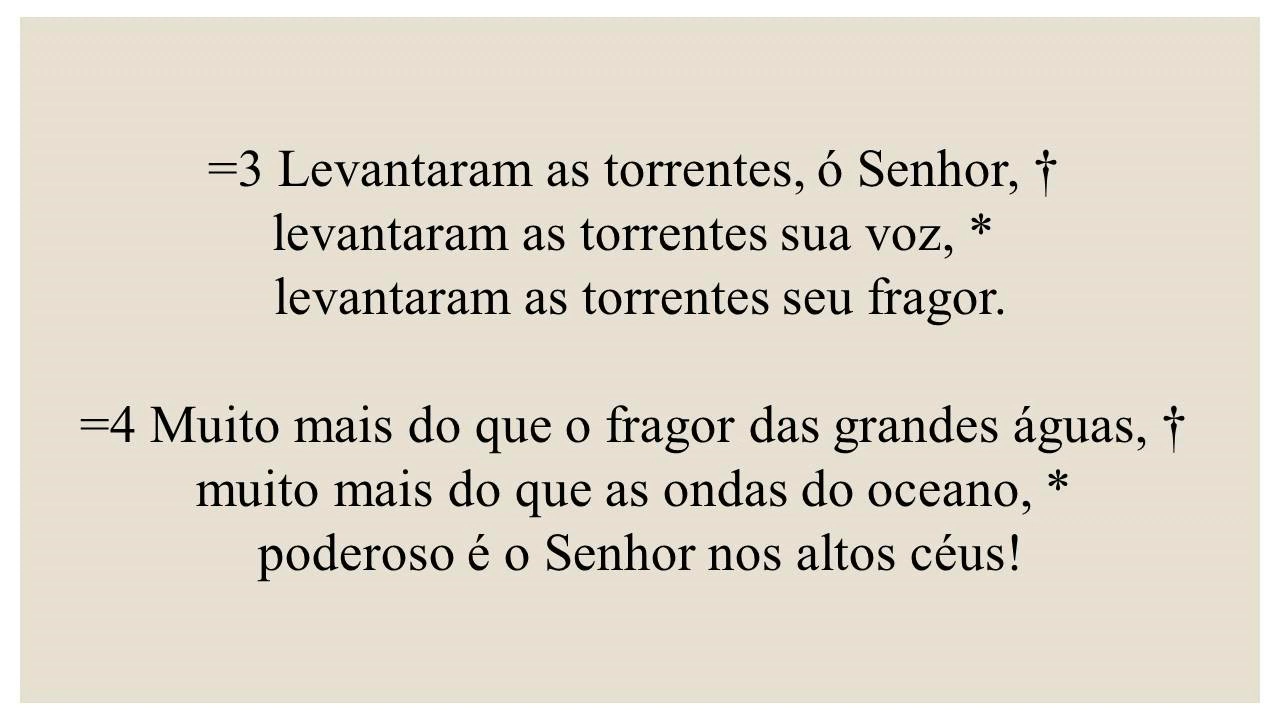 =3 Levantaram as torrentes, ó Senhor, †
levantaram as torrentes sua voz, *
levantaram as torrentes seu fragor.
=4 Muito mais do que o fragor das grandes águas, †
muito mais do que as ondas do oceano, *
poderoso é o Senhor nos altos céus!